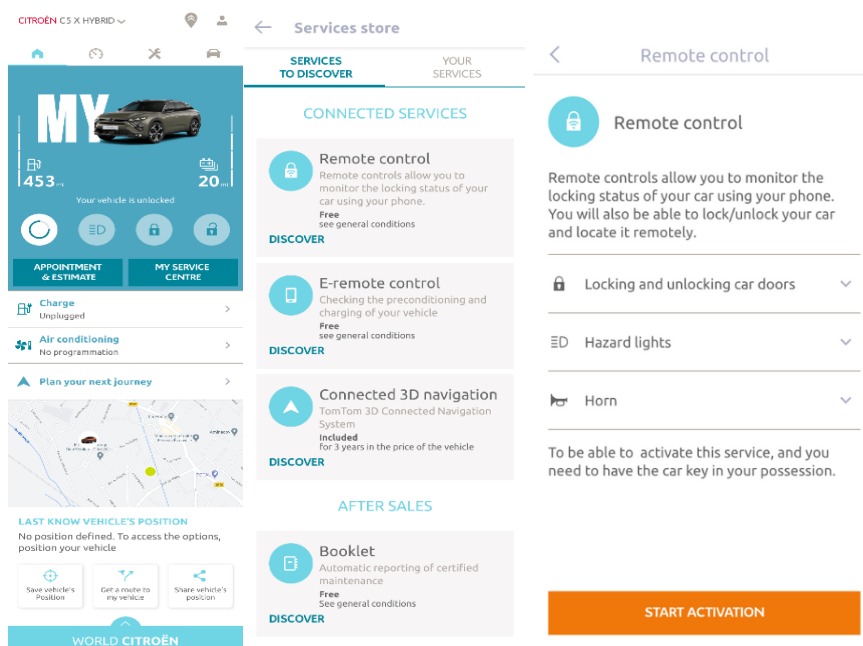 CITROËN C5 X HYBRID
MY
453 mi
20 mi
Your vehicle is unlocked
APPOINTMENT
& ESTIMATE
MY SERVICE
CENTRE
Charge
Unplugged
Air conditioning
No programmation
Plan your next journey
LAST KNOW VEHICLE'S POSITION
No position defined. To access the options,
position your vehicle
Save vehicle's
Position
Get a route to
my vehicle
Share vehicle's
position
WORLD CITROËN
Services store
SERVICES
TO DISCOVER
YOUR
SERVICES
CONNECTED SERVICES
Remote control
Remote controls allow you to
monitor the locking status of your
car using your phone.
Free
see general conditions
DISCOVER
E-remote control
Checking the preconditioning and
charging of your vehicle
Free
see general conditions
DISCOVER
Connected 3D navigation
TomTom 3D Connected Navigation
System
Included
for 3 years in the price of the vehicle
DISCOVER
AFTER SALES
Booklet
Automatic reporting of certified
maintenance
Free
See general conditions
DISCOVER
Remote control
Remote control
Remote controls allow you to monitor the
locking status of your car using your phone.
You will also be able to lock/unlock your car
and locate it remotely.
Locking and unlocking car doors
Hazard lights
Horn
To be able to activate this service, and you
need to have the car key in your possession.
START ACTIVATION